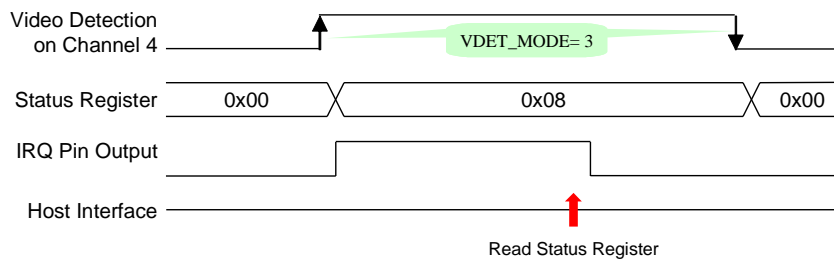 Video Detection
on Channel 4
VDET_MODE= 3
Status Register
0x00
0x08
0x00
IRQ Pin Output
Host Interface
Read Status Register